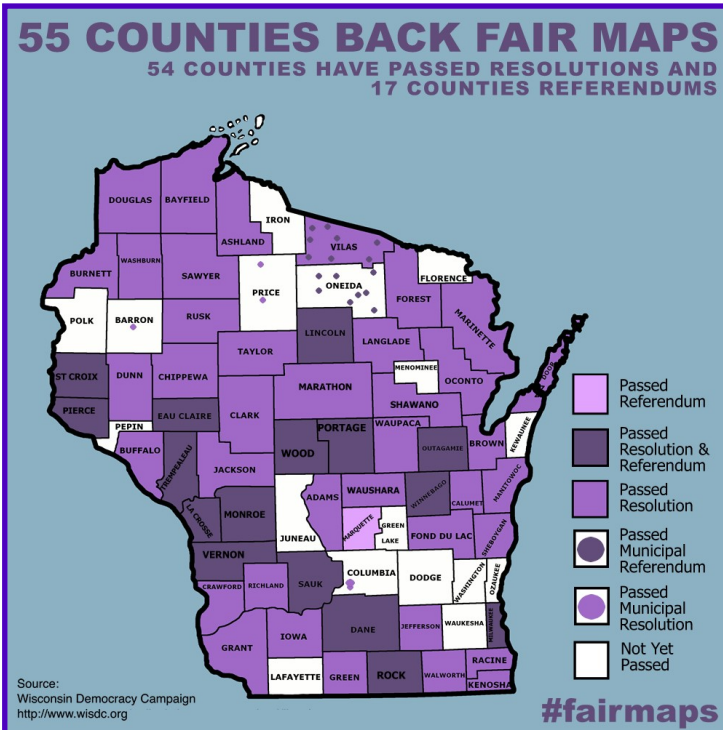 55 COUNTIES BACK FAIR MAPS
54 COUNTIES HAVE PASSED RESOLUTIONS AND
17 COUNTIES REFERENDUMS
DOUGLAS
BAYFIELD
IRON
ASHLAND
VILAS
WASHBURN
BURNETT
SAWYER
FLORENCE
PRICE
ONEIDA
FOREST
POLK
BARRON
RUSK
MARINETTE
LINCOLN
LANGLADE
TAYLOR
MENOMINEE
DOOR
ST CROIX
DUNN
CHIPPEWA
MARATHON
OCONTO
SHAWANO
PIERCE
EAU CLAIRE
CLARK
PEPIN
PORTAGE
WAUPACA
KEWAUNEE
BUFFALO
WOOD
OUTAGAMIE
BROWN
TREMPEALEAU
JACKSON
ADAMS
WAUSHARA
WINNEBAGO
CALUMET
MANITOWOC
LA CROSSE
MONROE
JUNEAU
MARQUETTE
GREEN
LAKE
FOND DU LAC
SHEBOYGAN
VERNON
COLUMBIA
DODGE
WASHINGTON
OZAUKEE
CRAWFORD
RICHLAND
SAUK
DANE
JEFFERSON
WAUKESHA
MILWAUKEE
GRANT
IOWA
LAFAYETTE
GREEN
ROCK
WALWORTH
RACINE
KENOSHA
Passed
Referendum
Passed
Resolution &
Referendum
Passed
Resolution
Passed
Municipal
Referendum
Passed
Municipal
Resolution
Not Yet
Passed
Source:
Wisconsin Democracy Campaign
http://www.wisdc.org
#fairmaps